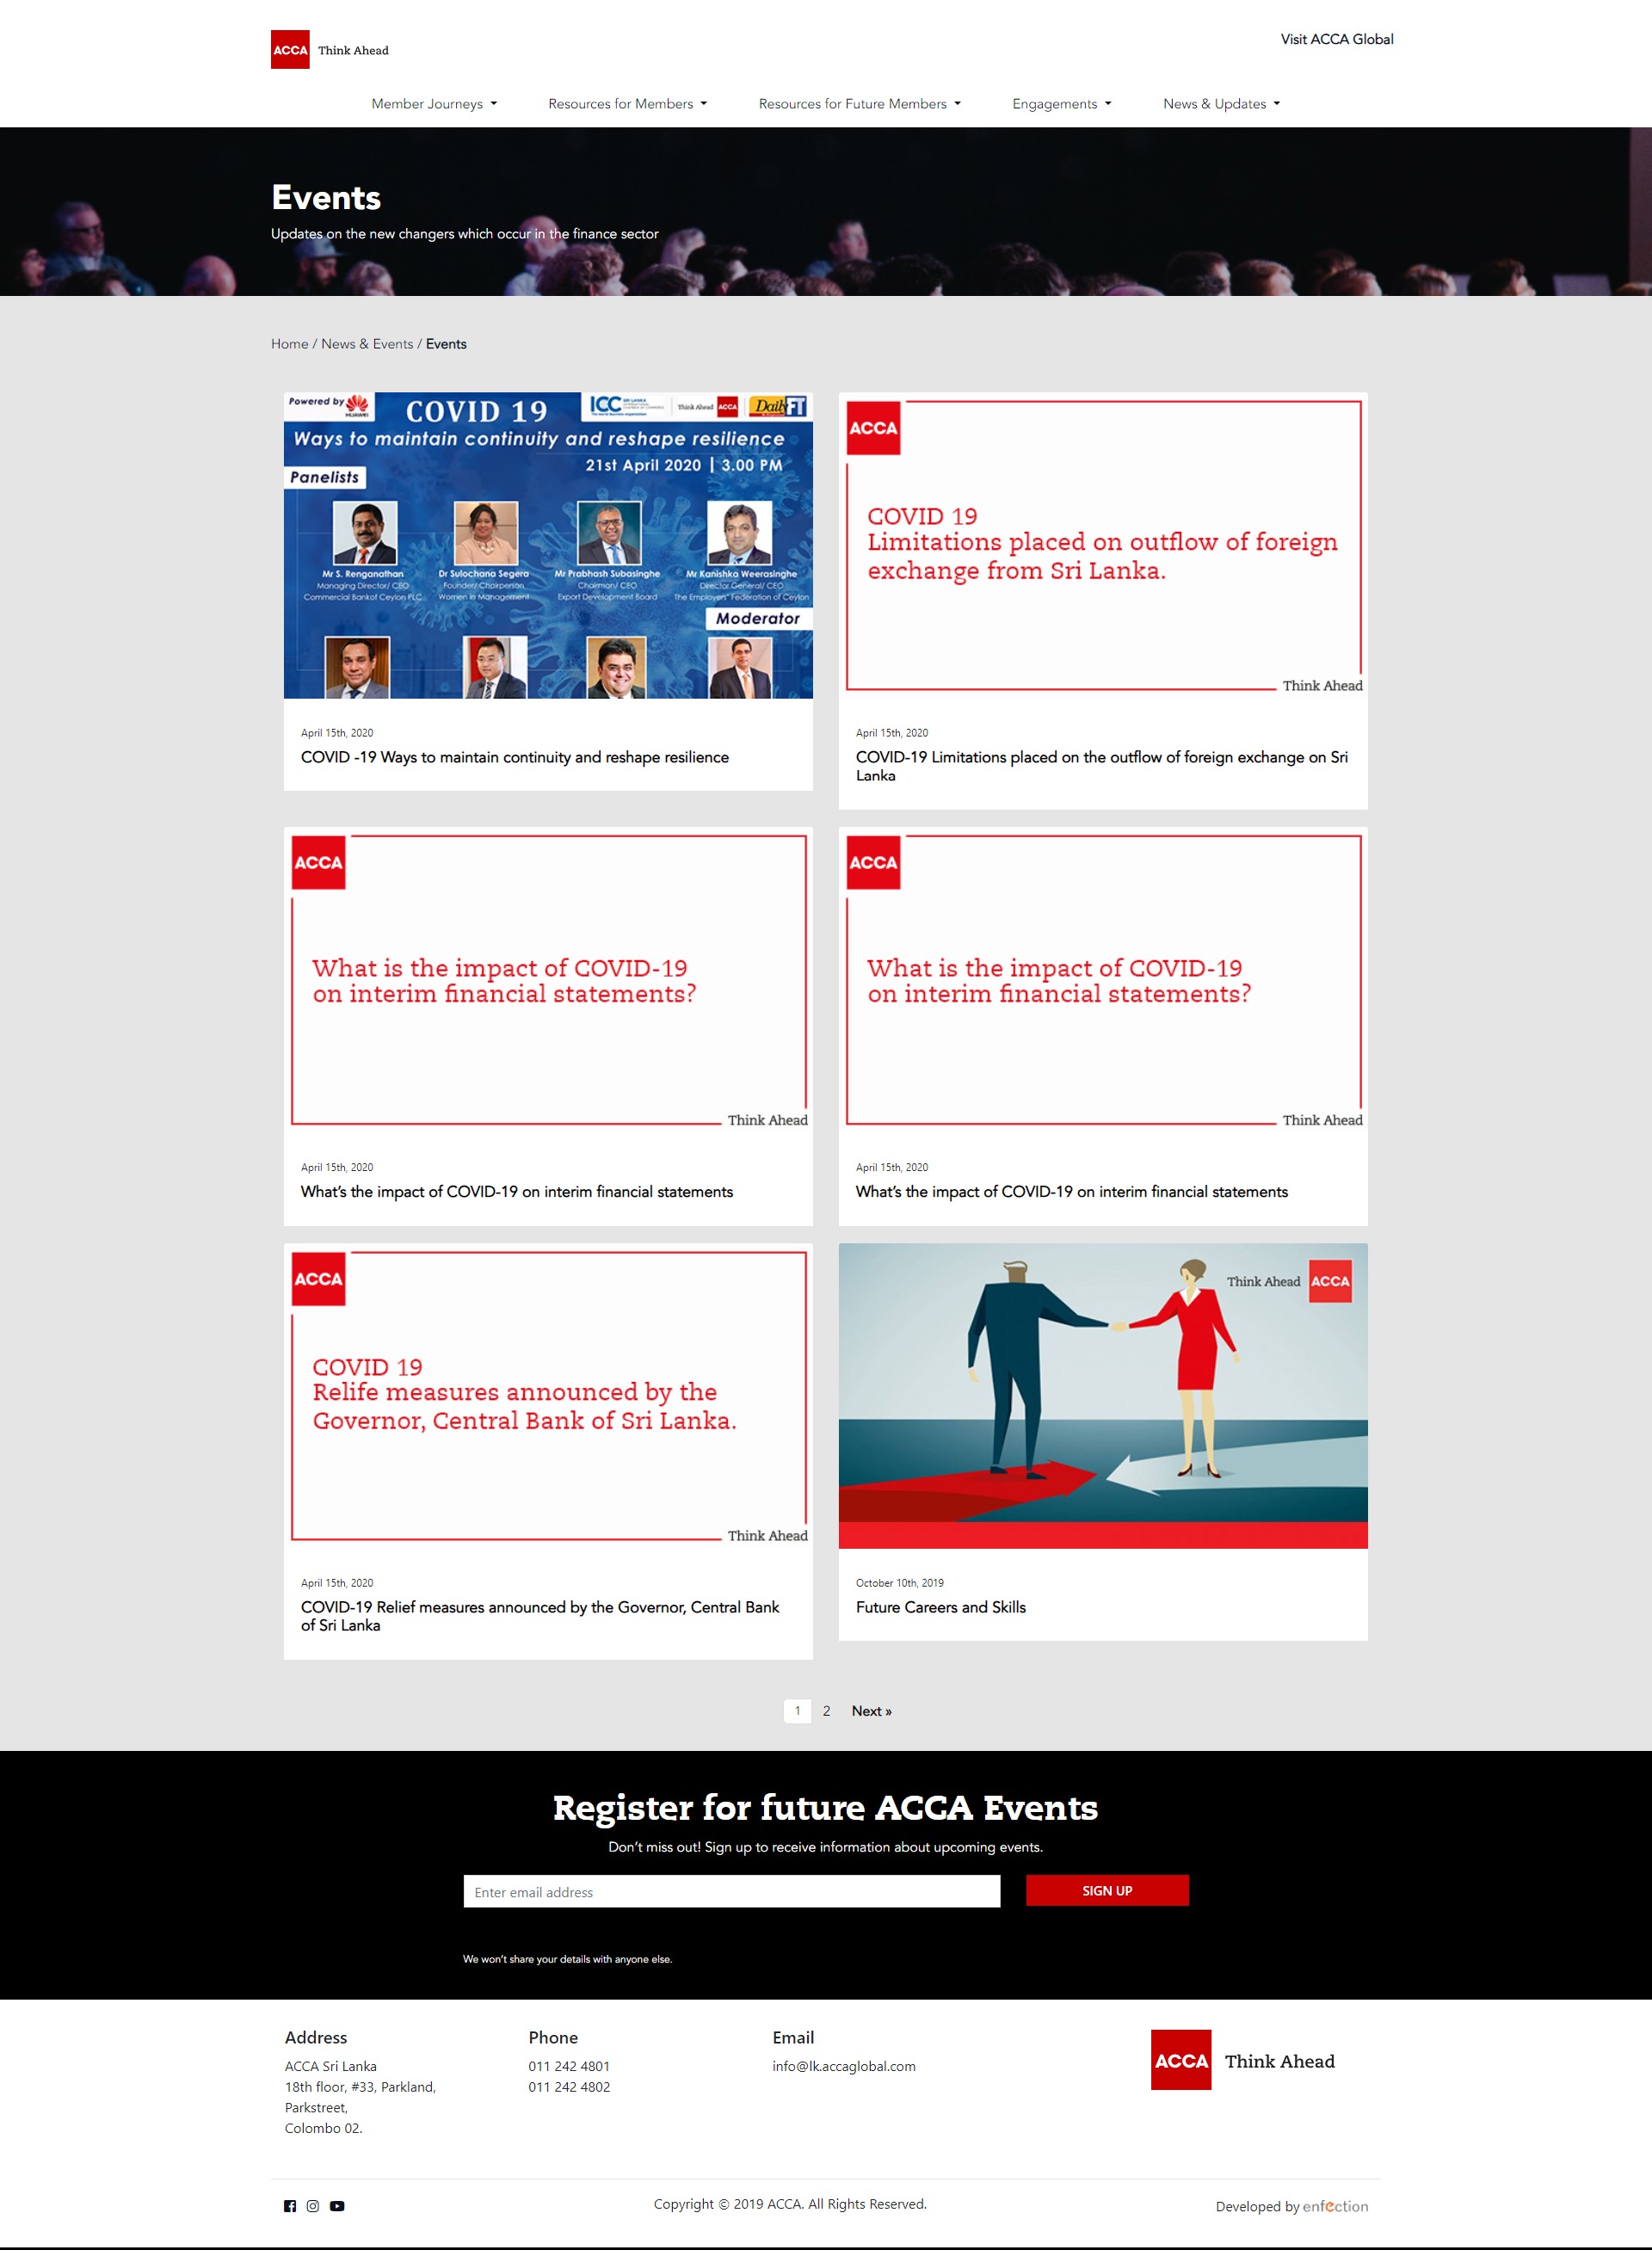 ACCA Think Ahead
Visit ACCA Global
Member Journeys
Resources for Members
Resources for Future Members
Engagements
News & Updates
Events
Updates on the new changers which occur in the finance sector
Home / News & Events / Events
Powered by
HUAWEI
COVID 19
ICC SRI LANKA
Think Ahead ACCA
Daily FT
Ways to maintain continuity and reshape resilience
21st April 2020 | 3.00 PM
Panelists
Mr S. Renganathan
Managing Director/ CEO
Commercial Bank of Ceylon PLC
Dr Sulochana Segera
Founder/ Chairperson
Women in Management
Mr Prabhash Subasinghe
Chairman/ CEO
Export Development Board
Mr Kanishka Weerasinghe
Director General/ CEO
The Employers' Federation of Ceylon
Moderator
April 15th, 2020
COVID -19 Ways to maintain continuity and reshape resilience
ACCA
COVID 19
Limitations placed on outflow of foreign
exchange from Sri Lanka.
Think Ahead
April 15th, 2020
COVID-19 Limitations placed on the outflow of foreign exchange on Sri
Lanka
ACCA
What is the impact of COVID-19
on interim financial statements?
Think Ahead
April 15th, 2020
What’s the impact of COVID-19 on interim financial statements
ACCA
What is the impact of COVID-19
on interim financial statements?
Think Ahead
April 15th, 2020
What’s the impact of COVID-19 on interim financial statements
ACCA
COVID 19
Relife measures announced by the
Governor, Central Bank of Sri Lanka.
Think Ahead
April 15th, 2020
COVID-19 Relief measures announced by the Governor, Central Bank
of Sri Lanka
Think Ahead ACCA
October 10th, 2019
Future Careers and Skills
1 2 Next »
Register for future ACCA Events
Don’t miss out! Sign up to receive information about upcoming events.
Enter email address
SIGN UP
We won’t share your details with anyone else.
Address
ACCA Sri Lanka
18th floor, #33, Parkland,
Parkstreet,
Colombo 02.
Phone
011 242 4801
011 242 4802
Email
info@lk.accaglobal.com
ACCA Think Ahead
Copyright © 2019 ACCA. All Rights Reserved.
Developed by enfection